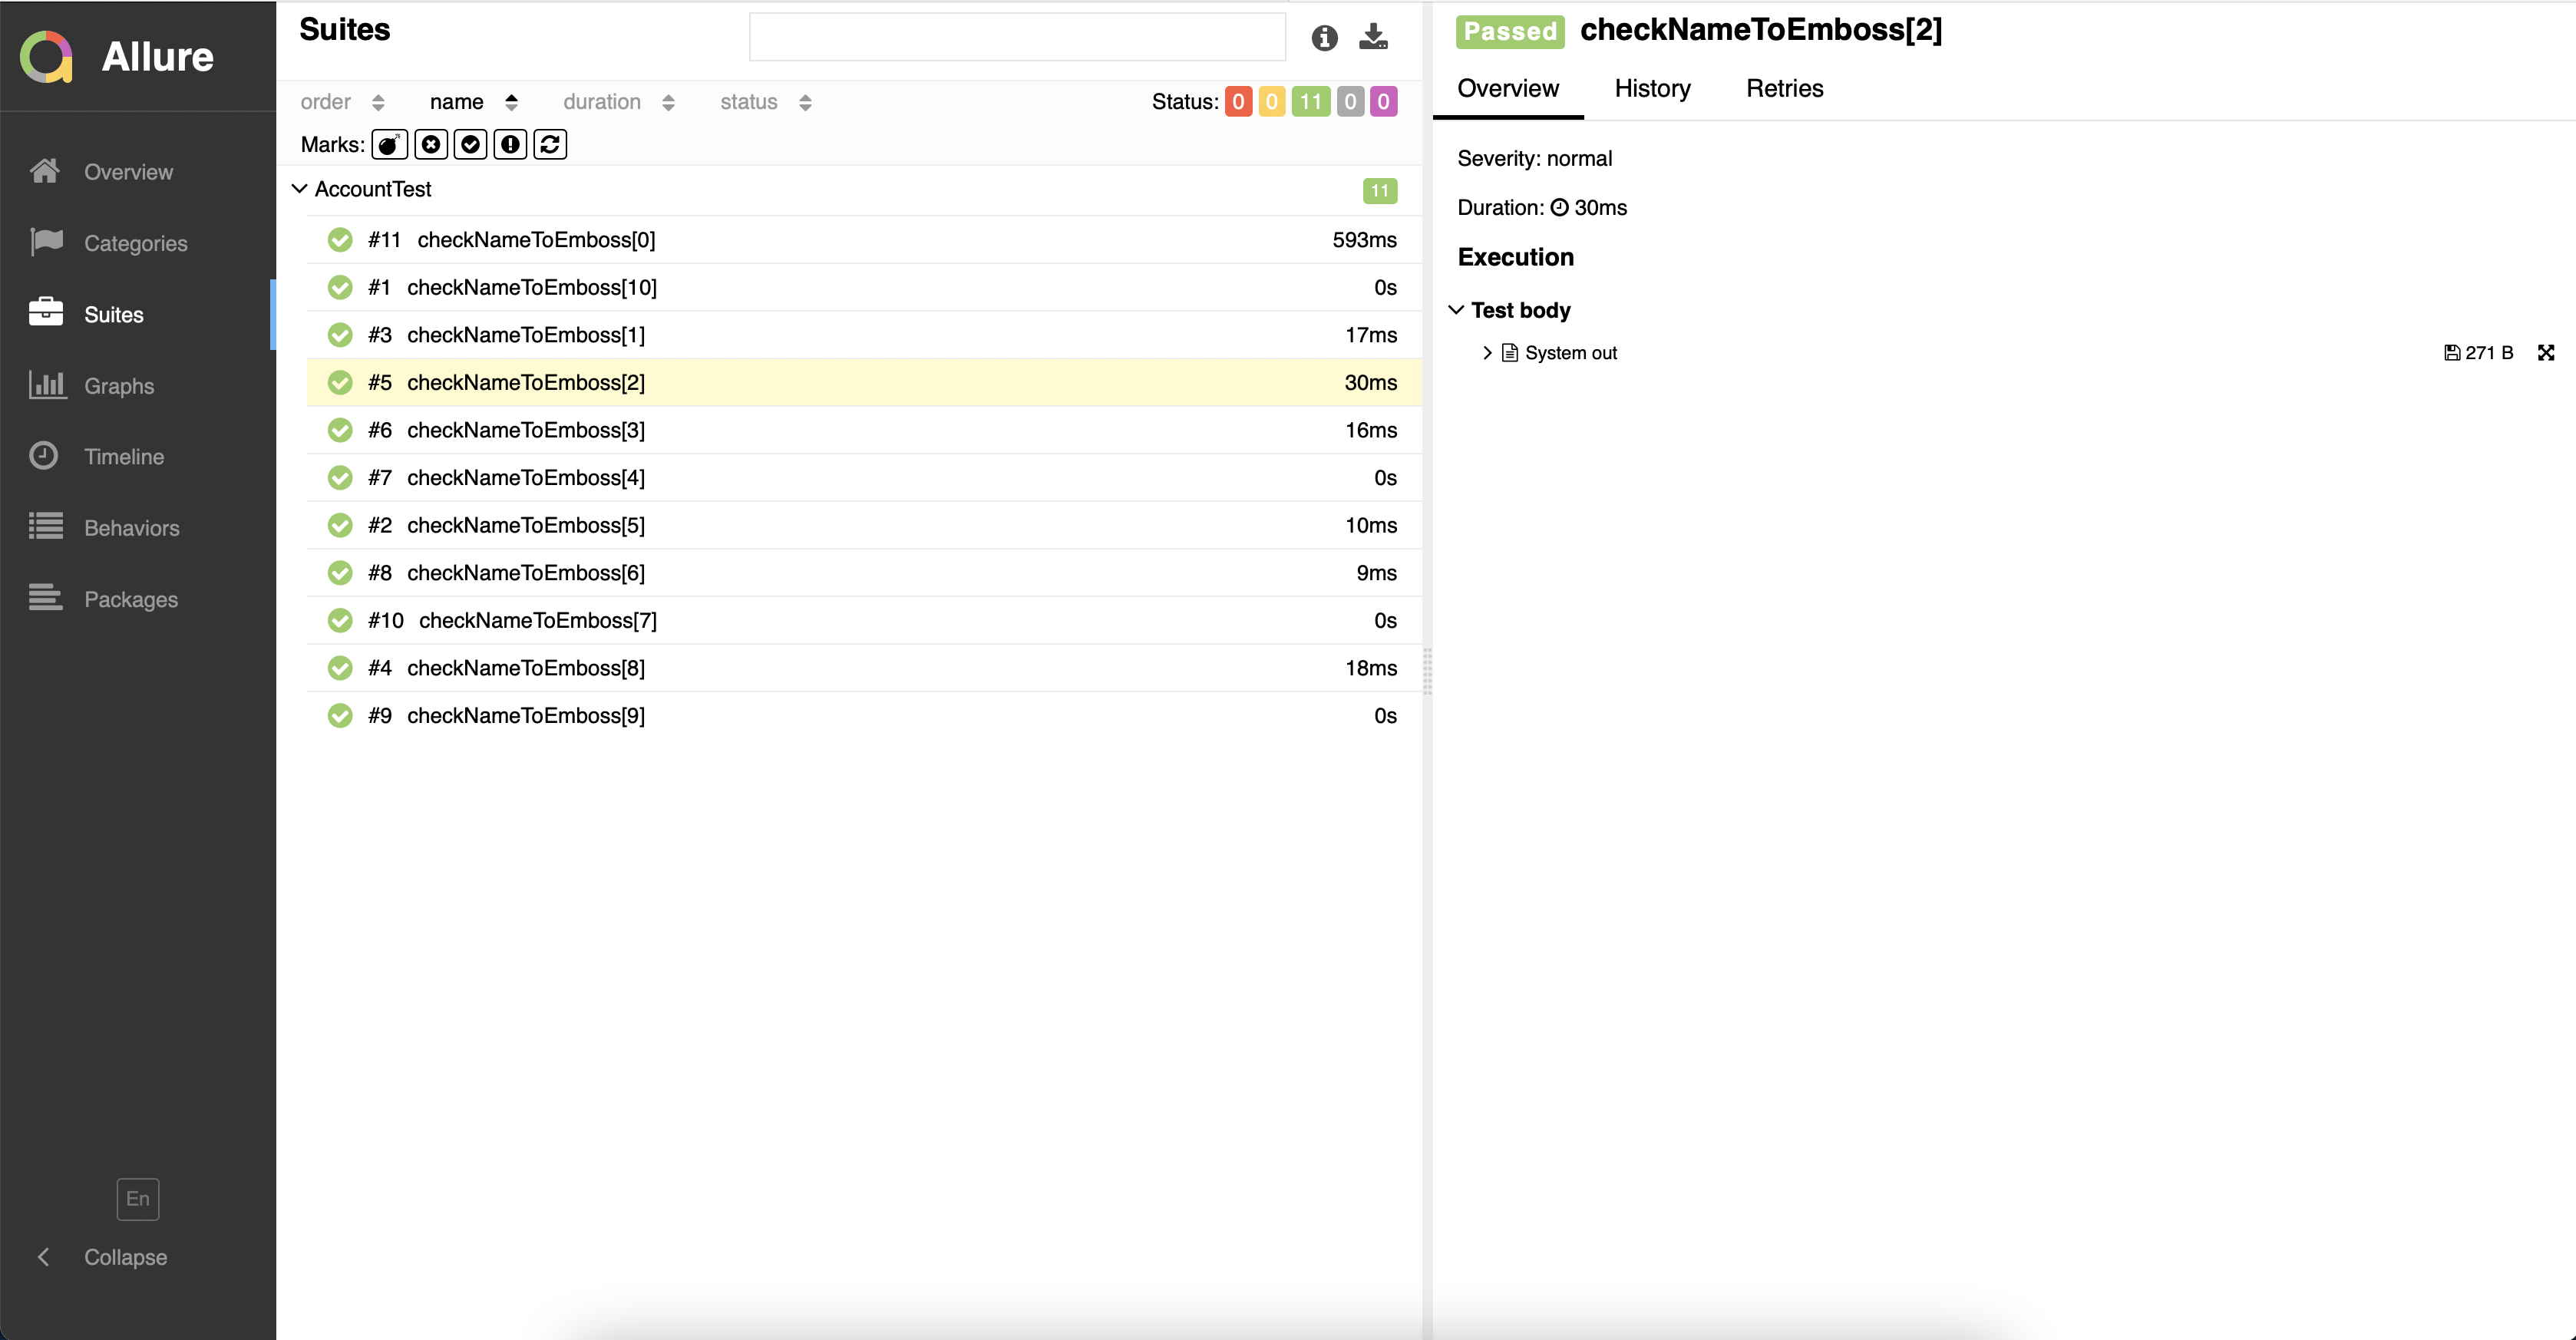 Allure
Overview
Categories
Suites
Graphs
Timeline
Behaviors
Packages
En
Collapse
Suites
order name duration status Status: 0 0 11 0 0
Marks:
AccountTest 11
#11 checkNameToEmboss[0] 593ms
#1 checkNameToEmboss[10] 0s
#3 checkNameToEmboss[1] 17ms
#5 checkNameToEmboss[2] 30ms
#6 checkNameToEmboss[3] 16ms
#7 checkNameToEmboss[4] 0s
#2 checkNameToEmboss[5] 10ms
#8 checkNameToEmboss[6] 9ms
#10 checkNameToEmboss[7] 0s
#4 checkNameToEmboss[8] 18ms
#9 checkNameToEmboss[9] 0s
Passed checkNameToEmboss[2]
Overview History Retries
Severity: normal
Duration: 30ms
Execution
Test body
System out 271 B